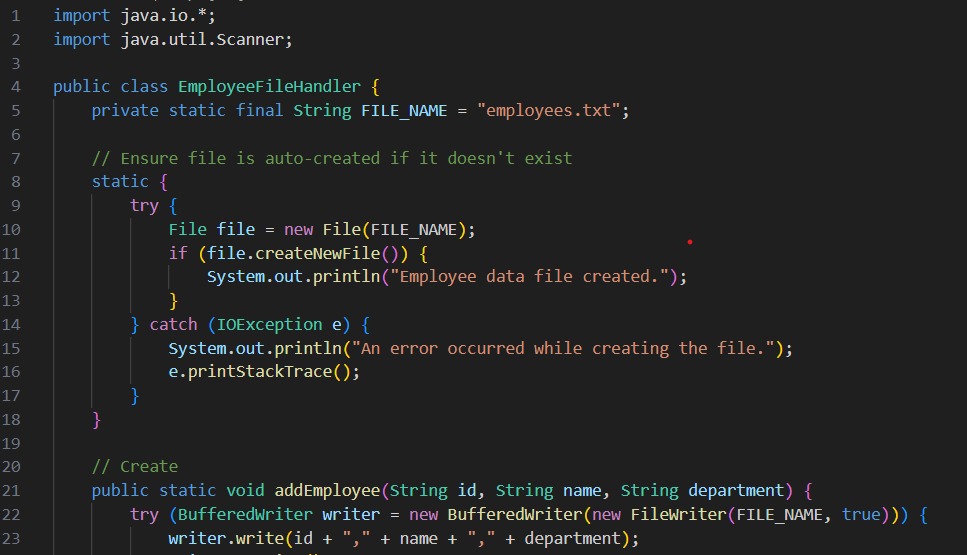 1 import java.io.*;
2 import java.util.Scanner;
3
4 public class EmployeeFileHandler {
5     private static final String FILE_NAME = "employees.txt";
6
7     // Ensure file is auto-created if it doesn't exist
8     static {
9         try {
10             File file = new File(FILE_NAME);
11             if (file.createNewFile()) {
12                 System.out.println("Employee data file created.");
13             }
14         } catch (IOException e) {
15             System.out.println("An error occurred while creating the file.");
16             e.printStackTrace();
17         }
18     }
19
20     // Create
21     public static void addEmployee(String id, String name, String department) {
22         try (BufferedWriter writer = new BufferedWriter(new FileWriter(FILE_NAME, true))) {
23             writer.write(id + "," + name + "," + department);